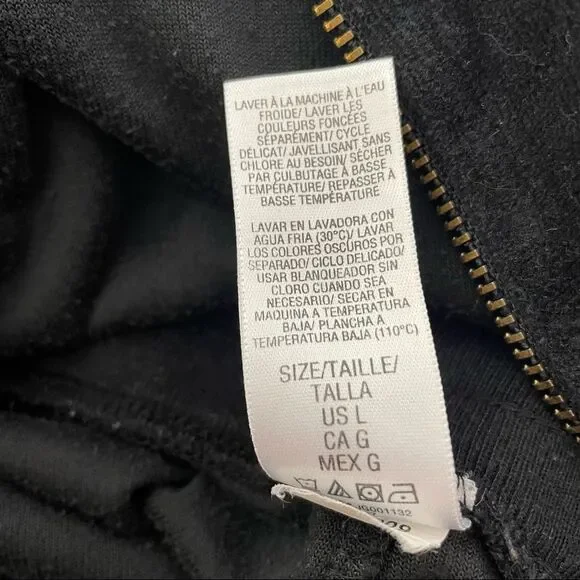 LAVER À LA MACHINE À L'EAU
FROIDE/ LAVER LES
COULEURS FONCÉES
SÉPARÉMENT/ CYCLE
DÉLICAT/ JAVELLISANT SANS
CHLORE AU BESOIN/ SÉCHER
PAR CULBUTAGE À BASSE
TEMPÉRATURE/ REPASSER À
BASSE TEMPÉRATURE
LAVAR EN LAVADORA CON
AGUA FRIA (30°C)/ LAVAR
LOS COLORES OSCUROS POR
SEPARADO/ CICLO DELICADO/
USAR BLANQUEADOR SIN
CLORO CUANDO SEA
NECESARIO/ SECAR EN
MAQUINA A TEMPERATURA
BAJA/ PLANCHA A
TEMPERATURA BAJA (110°C)
SIZE/TAILLE/
TALLA
US L
CA G
MEX G
JG001132